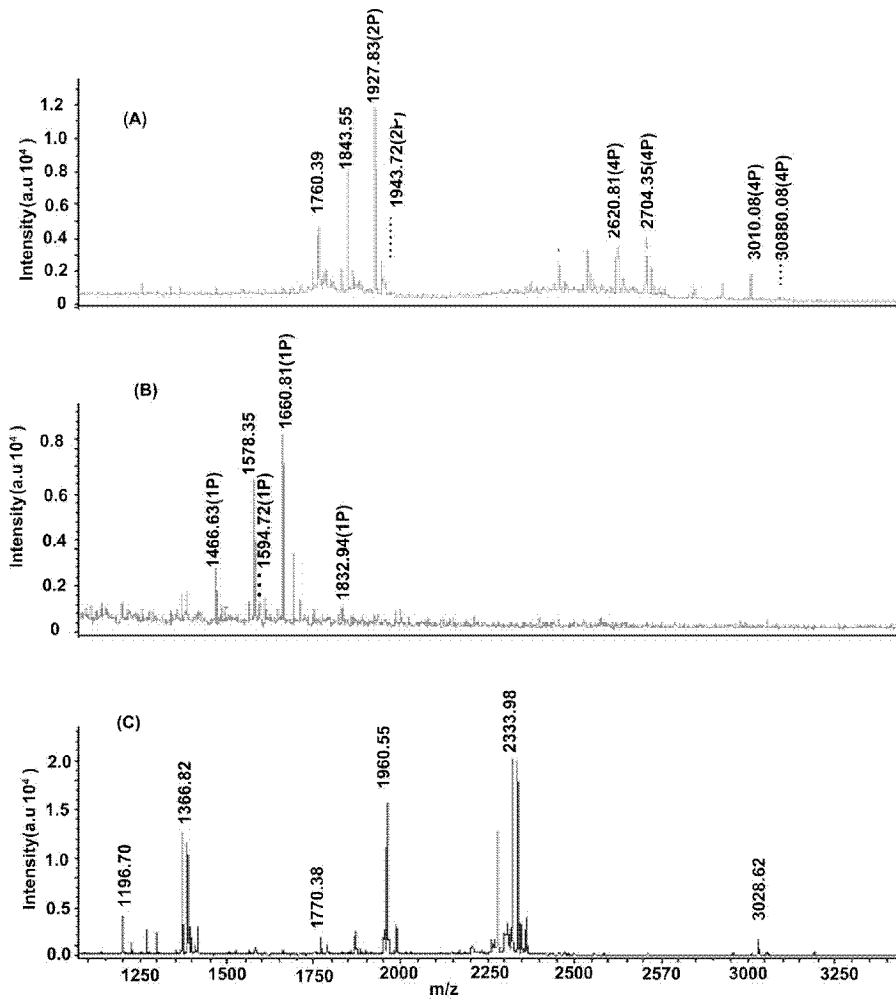 (A)
Intensity(a.u 10⁴)
1.2
1.0
0.8
0.6
0.4
0.2
0
1760.39
1843.55
1927.83(2P)
1943.72(2P)
2620.81(4P)
2704.35(4P)
3010.08(4P)
30880.08(4P)
(B)
Intensity(a.u 10⁴)
0.8
0.6
0.4
0.2
0
1466.63(1P)
1578.35
1594.72(1P)
1660.81(1P)
1832.94(1P)
(C)
Intensity(a.u 10⁴)
2.0
1.5
1.0
0.5
0.0
1196.70
1366.82
1770.38
1960.55
2333.98
3028.62
1250 1500 1750 2000 2250 2500 2570 3000 3250
m/z